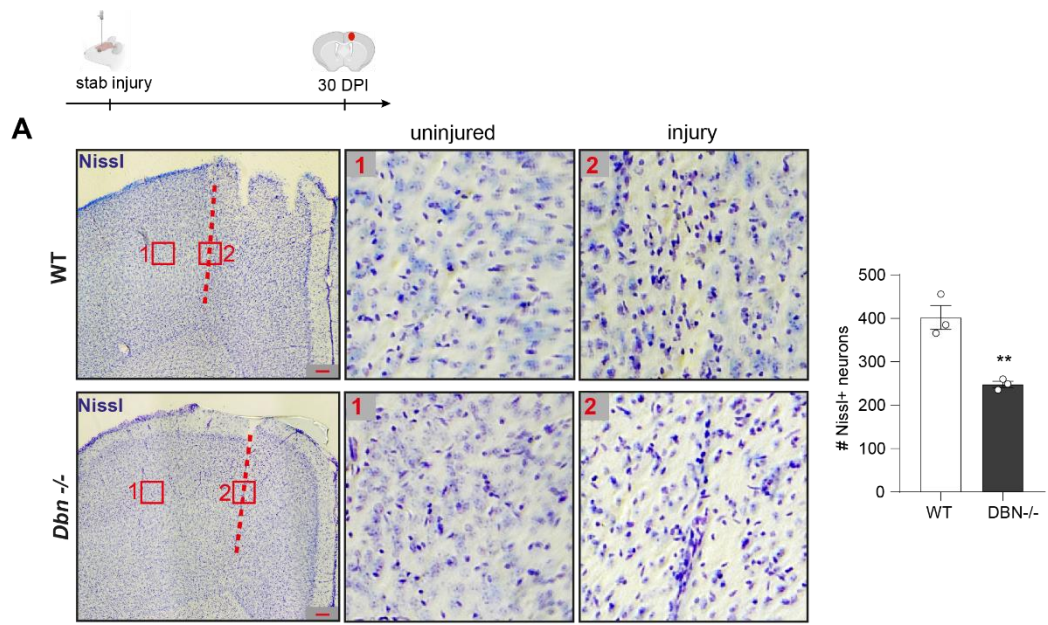 stab injury
30 DPI
A
uninjured
injury
WT
Nissl
1
2
1
2
Dbn -/-
Nissl
1
2
1
2
# Nissl+ neurons
500
400
300
200
100
0
**
WT
DBN-/-